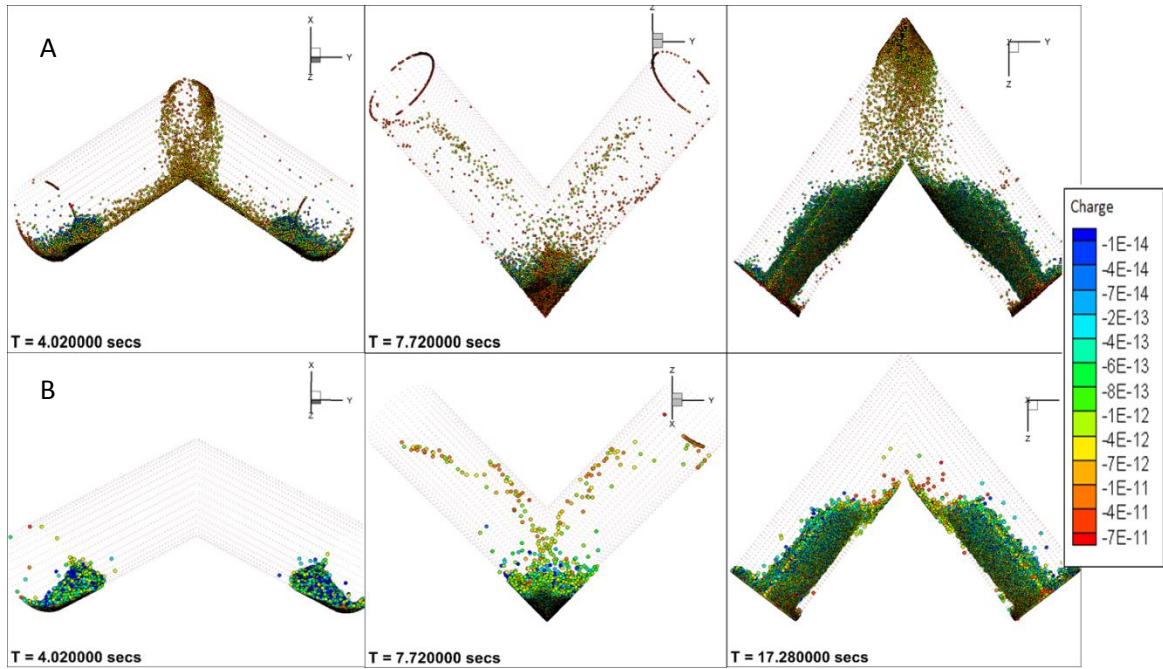 A
X
Y
Z
Z
Y
X
Y
Z
T = 4.020000 secs
T = 7.720000 secs
Charge
-1E-14
-4E-14
-7E-14
-2E-13
-4E-13
-6E-13
-8E-13
-1E-12
-4E-12
-7E-12
-1E-11
-4E-11
-7E-11
B
X
Y
Z
Z
Y
X
X
Y
Z
T = 4.020000 secs
T = 7.720000 secs
T = 17.280000 secs